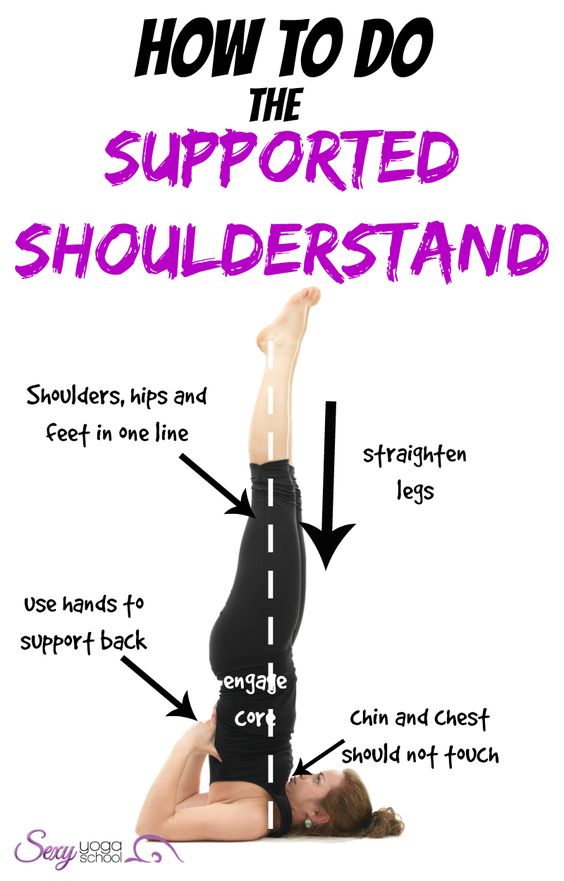 HOW TO DO
THE
SUPPORTED
SHOULDERSTAND
Shoulders, hips and
feet in one line
straighten
legs
use hands to
support back
engage
core
Chin and Chest
should not touch
Sexy yoga
SCHOOL